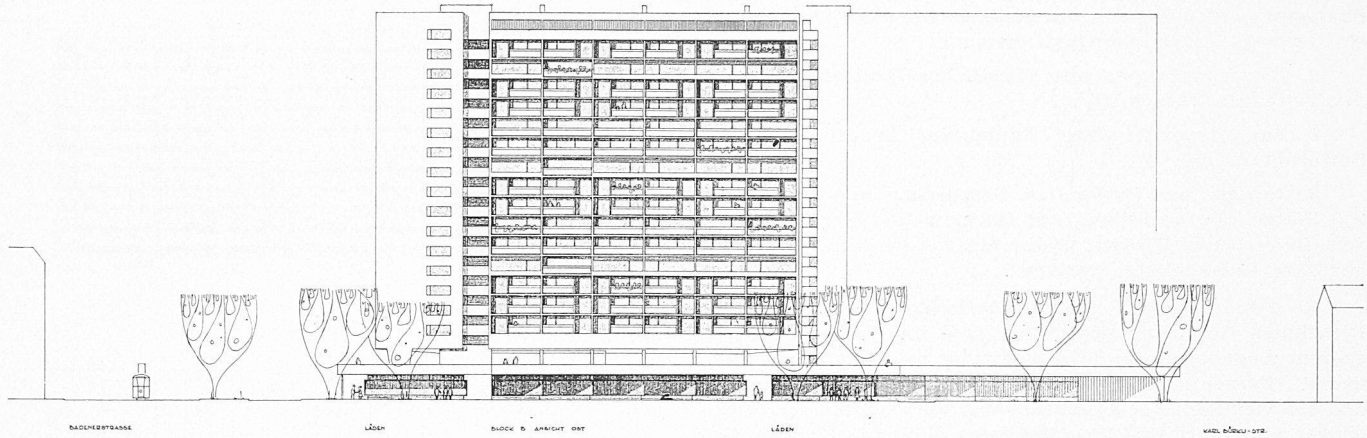 BADENERSTRASSE
LÄDEN
BLOCK B ANSICHT OST
LÄDEN
KARL BÜRKLI-STR.